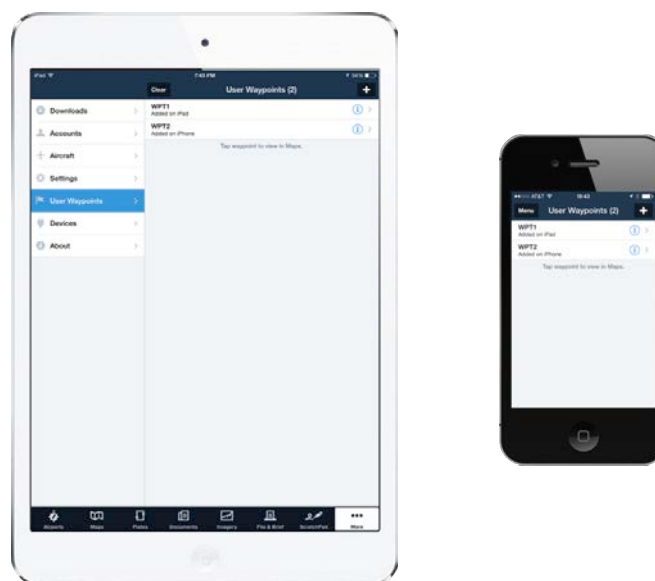 iPad
7:43 PM
Clear
User Waypoints (2)
+
Downloads
Accounts
Aircraft
Settings
User Waypoints
Devices
About
WPT1
Added on iPad
WPT2
Added on iPhone
Tap waypoint to view in Maps.
Airports
Maps
Plates
Documents
Imagery
File & Brief
ScratchPad
More
AT&T
Menu
User Waypoints (2)
+
WPT1
Added on iPad
WPT2
Added on iPhone
Tap waypoint to view in Maps.